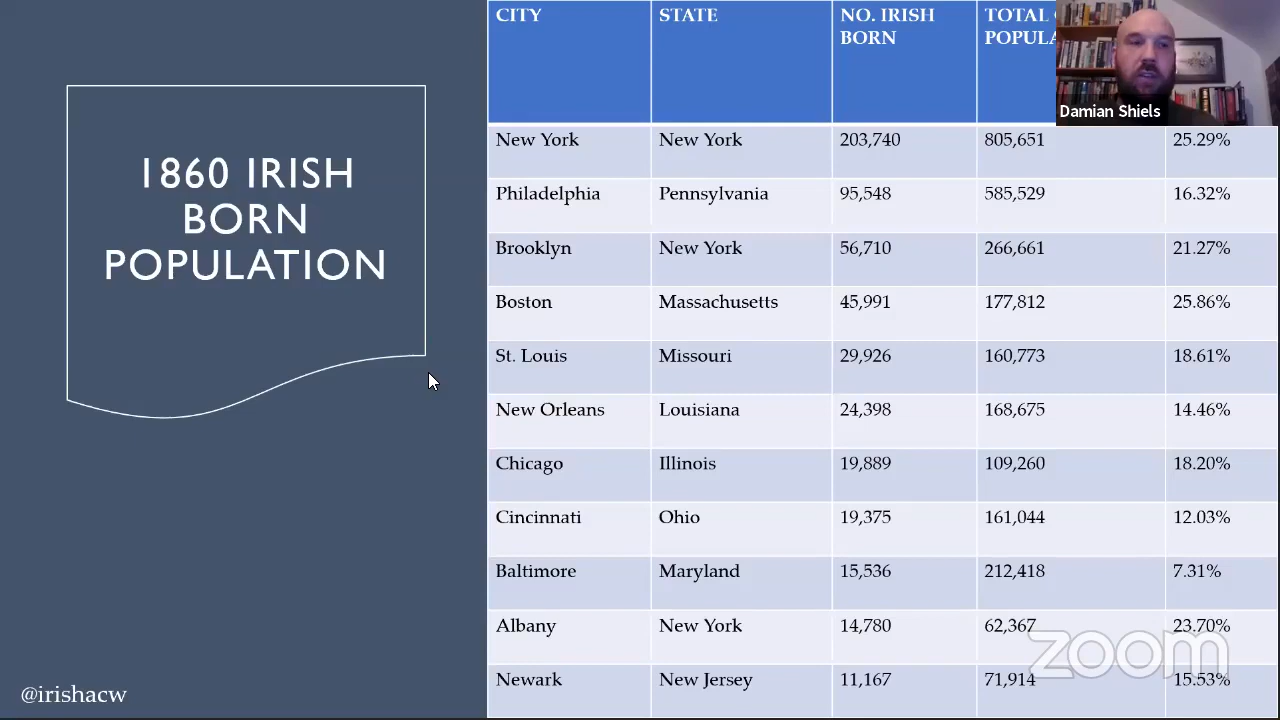 1860 IRISH
BORN
POPULATION
@irishacw
CITY STATE NO. IRISH BORN TOTAL
New York New York 203,740 805,651 25.29%
Philadelphia Pennsylvania 95,548 585,529 16.32%
Brooklyn New York 56,710 266,661 21.27%
Boston Massachusetts 45,991 177,812 25.86%
St. Louis Missouri 29,926 160,773 18.61%
New Orleans Louisiana 24,398 168,675 14.46%
Chicago Illinois 19,889 109,260 18.20%
Cincinnati Ohio 19,375 161,044 12.03%
Baltimore Maryland 15,536 212,418 7.31%
Albany New York 14,780 62,367 23.70%
Newark New Jersey 11,167 71,914 15.53%
Damian Shiels
zoom